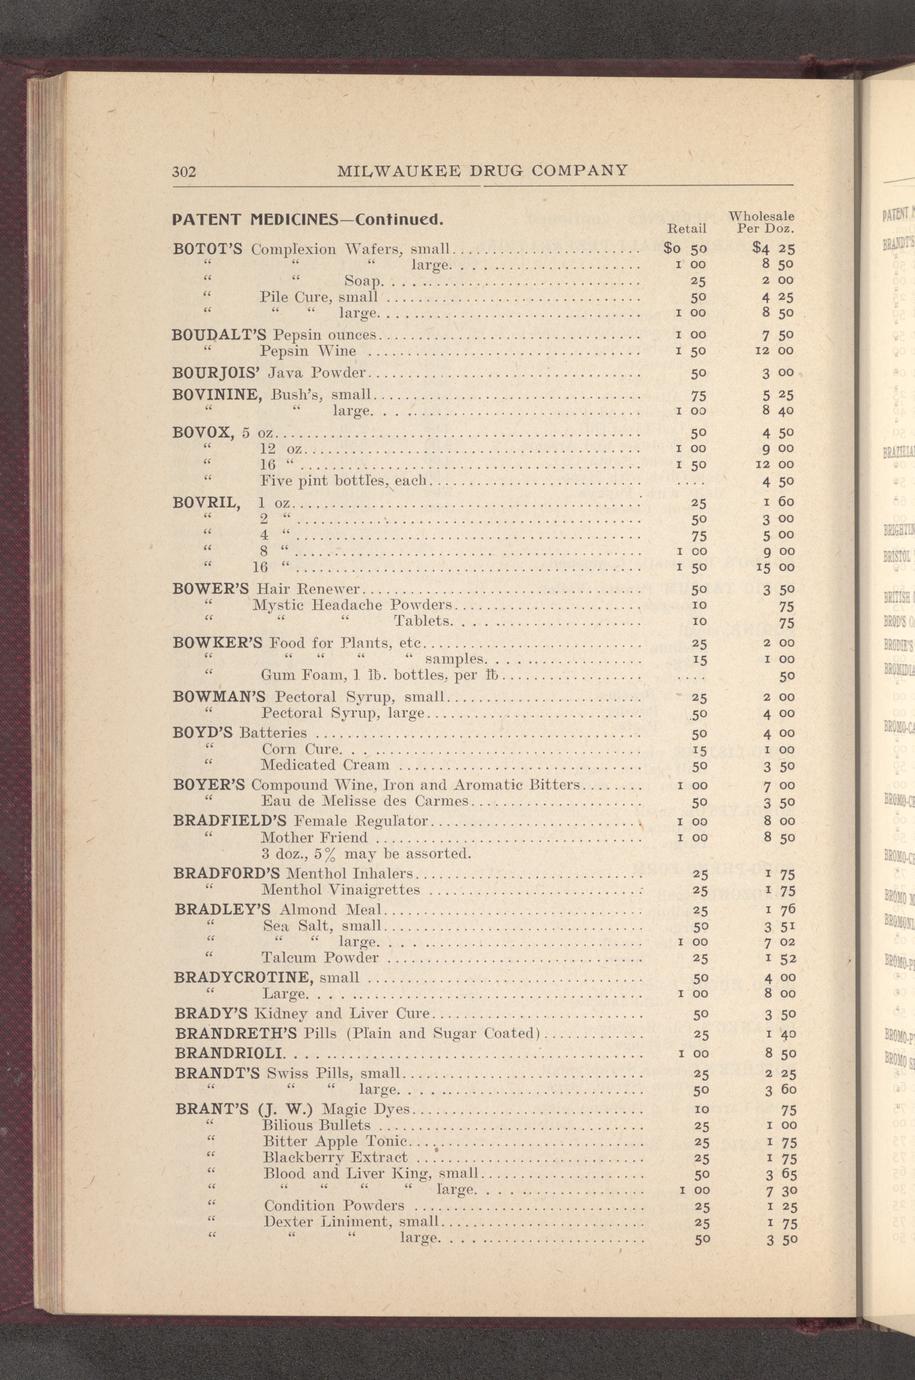 302 MILWAUKEE DRUG COMPANY
PATENT MEDICINES—Continued. Retail Wholesale Per Doz.
BOTOT'S Complexion Wafers, small $0 50 $4 25
“ “ “ large 1 00 8 50
“ “ Soap 25 2 00
“ Pile Cure, small 50 4 25
“ “ “ large 1 00 8 50
BOUDALT'S Pepsin ounces 1 00 7 50
“ Pepsin Wine 1 50 12 00
BOURJOIS' Java Powder 50 3 00
BOVININE, Bush's, small 75 5 25
“ “ large 1 00 8 40
BOVOX, 5 oz 50 4 50
“ 12 oz 1 00 9 00
“ 16 “ 1 50 12 00
“ Five pint bottles, each .... 4 50
BOVRIL, 1 oz 25 1 60
“ 2 “ 50 3 00
“ 4 “ 75 5 00
“ 8 “ 1 00 9 00
“ 16 “ 1 50 15 00
BOWER'S Hair Renewer 50 3 50
“ Mystic Headache Powders 10 75
“ “ “ Tablets 10 75
BOWKER'S Food for Plants, etc 25 2 00
“ “ “ “ “ samples 15 1 00
“ Gum Foam, 1 lb. bottles, per lb .... 50
BOWMAN'S Pectoral Syrup, small 25 2 00
“ Pectoral Syrup, large 50 4 00
BOYD'S Batteries 50 4 00
“ Corn Cure 15 1 00
“ Medicated Cream 50 3 50
BOYER'S Compound Wine, Iron and Aromatic Bitters 1 00 7 00
“ Eau de Melisse des Carmes 50 3 50
BRADFIELD'S Female Regulator 1 00 8 00
“ Mother Friend 1 00 8 50
3 doz., 5% may be assorted.
BRADFORD'S Menthol Inhalers 25 1 75
“ Menthol Vinaigrettes 25 1 75
BRADLEY'S Almond Meal 25 1 76
“ Sea Salt, small 50 3 51
“ “ “ large 1 00 7 02
“ Talcum Powder 25 1 52
BRADYCROTINE, small 50 4 00
“ Large 1 00 8 00
BRADY'S Kidney and Liver Cure 50 3 50
BRANDRETH'S Pills (Plain and Sugar Coated) 25 1 40
BRANDRIOLI 1 00 8 50
BRANDT'S Swiss Pills, small 25 2 25
“ “ “ large 50 3 60
BRANT'S (J. W.) Magic Dyes 10 75
“ Bilious Bullets 25 1 00
“ Bitter Apple Tonic 25 1 75
“ Blackberry Extract 25 1 75
“ Blood and Liver King, small 50 3 65
“ “ “ “ “ large 1 00 7 30
“ Condition Powders 25 1 25
“ Dexter Liniment, small 25 1 75
“ “ “ large 50 3 50